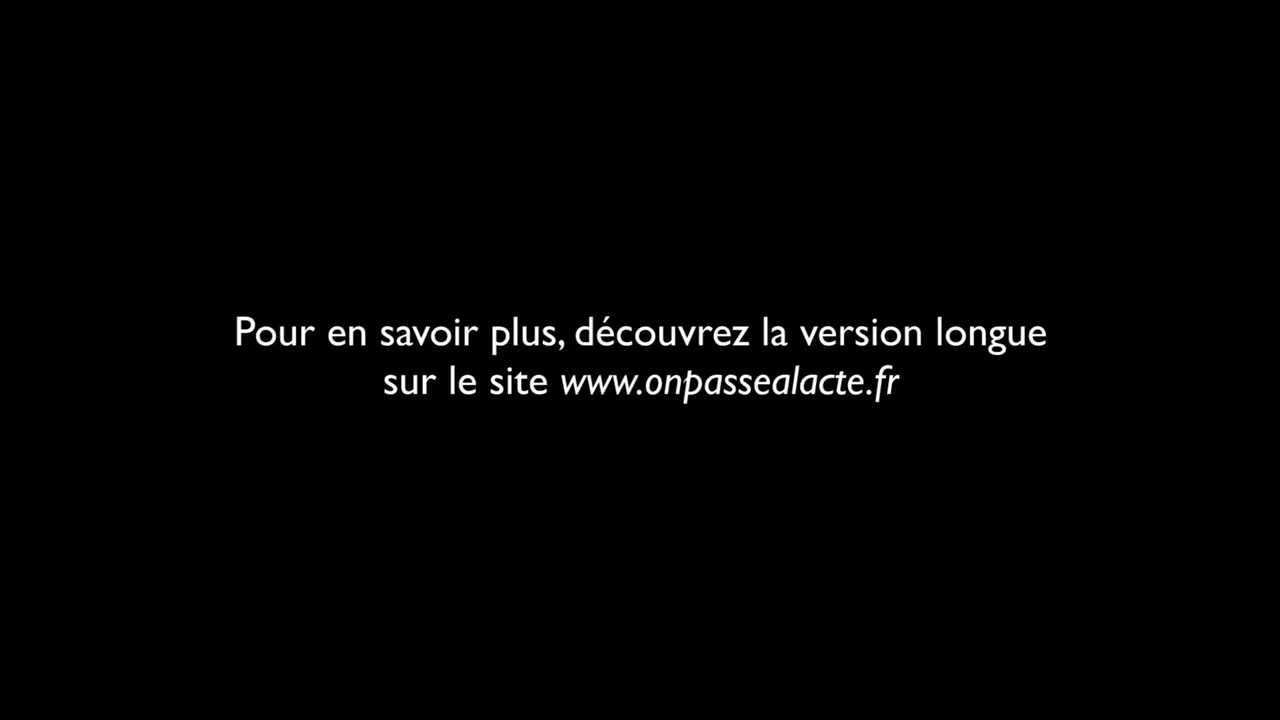 Pour en savoir plus, découvrez la version longue
sur le site www.onpassealacte.fr